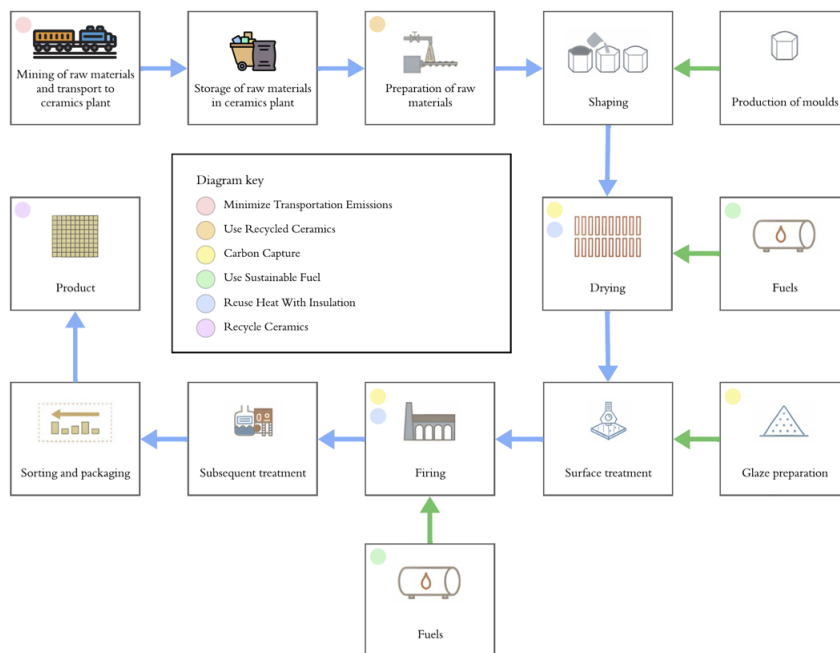 Mining of raw materials
and transport to
ceramics plant
Storage of raw materials
in ceramics plant
Preparation of raw
materials
Shaping
Production of moulds
Diagram key
Minimize Transportation Emissions
Use Recycled Ceramics
Carbon Capture
Use Sustainable Fuel
Reuse Heat With Insulation
Recycle Ceramics
Product
Drying
Fuels
Sorting and packaging
Subsequent treatment
Firing
Surface treatment
Glaze preparation
Fuels